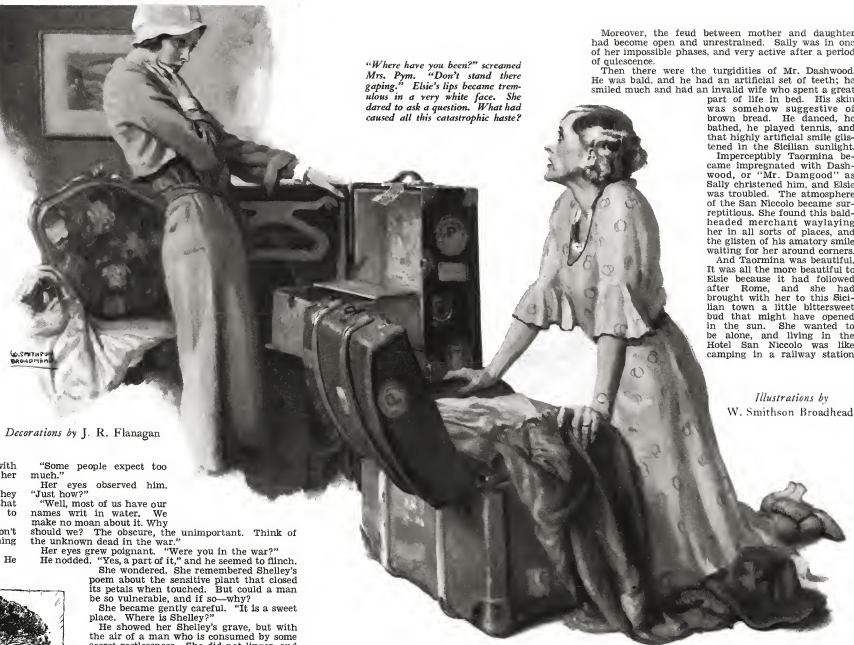 "Where have you been?" screamed
Mrs. Pym. "Don't stand there
gaping." Elsie's lips became trem-
ulous in a very white face. She
dared to ask a question. What had
caused all this catastrophic haste?
W. SMITHSON
BROADHEAD
Decorations by J. R. Flanagan
with
her
hey
hat
to
on't
ing
He
"Some people expect too
much."
Her eyes observed him.
"Just how?"
"Well, most of us have our
names writ in water. We
make no moan about it. Why
should we? The obscure, the unimportant. Think of
the unknown dead in the war."
Her eyes grew poignant. "Were you in the war?"
He nodded. "Yes, a part of it," and he seemed to flinch.
She wondered. She remembered Shelley's
poem about the sensitive plant that closed
its petals when touched. But could a man
be so vulnerable, and if so—why?
She became gently careful. "It is a sweet
place. Where is Shelley?"
He showed her Shelley's grave, but with
the air of a man who is consumed by some
secret restlessness. She did not linger, and
Moreover, the feud between mother and daughter
had become open and unrestrained. Sally was in one
of her impossible phases, and very active after a period
of quiescence.
Then there were the turgidities of Mr. Dashwood.
He was bald, and he had an artificial set of teeth; he
smiled much and had an invalid wife who spent a great
part of life in bed. His skin
was somehow suggestive of
brown bread. He danced, he
bathed, he played tennis, and
that highly artificial smile glis-
tened in the Sicilian sunlight.
Imperceptibly Taormina be-
came impregnated with Dash-
wood, or "Mr. Damgood" as
Sally christened him, and Elsie
was troubled. The atmosphere
of the San Niccolo became sur-
reptitious. She found this bald-
headed merchant waylaying
her in all sorts of places, and
the glisten of his amatory smile
waiting for her around corners.
And Taormina was beautiful.
It was all the more beautiful to
Elsie because it had followed
after Rome, and she had
brought with her to this Sici-
lian town a little bittersweet
bud that might have opened
in the sun. She wanted to
be alone, and living in the
Hotel San Niccolo was like
camping in a railway station
Illustrations by
W. Smithson Broadhead